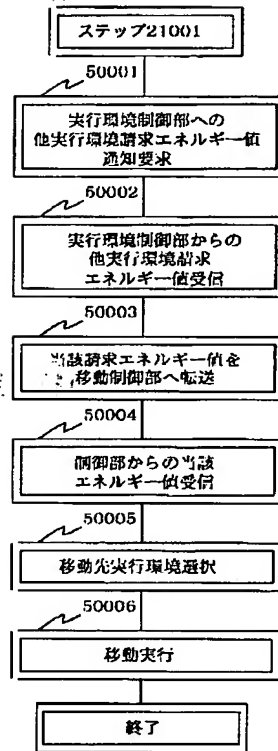 ステップ21001
50001
実行環境制御部への
他実行環境請求エネルギー値
通知要求
50002
実行環境制御部からの
他実行環境請求
エネルギー値受信
50003
当該請求エネルギー値を
移動制御部へ転送
50004
制御部からの当該
エネルギー値受信
50005
移動先実行環境選択
50006
移動実行
終了